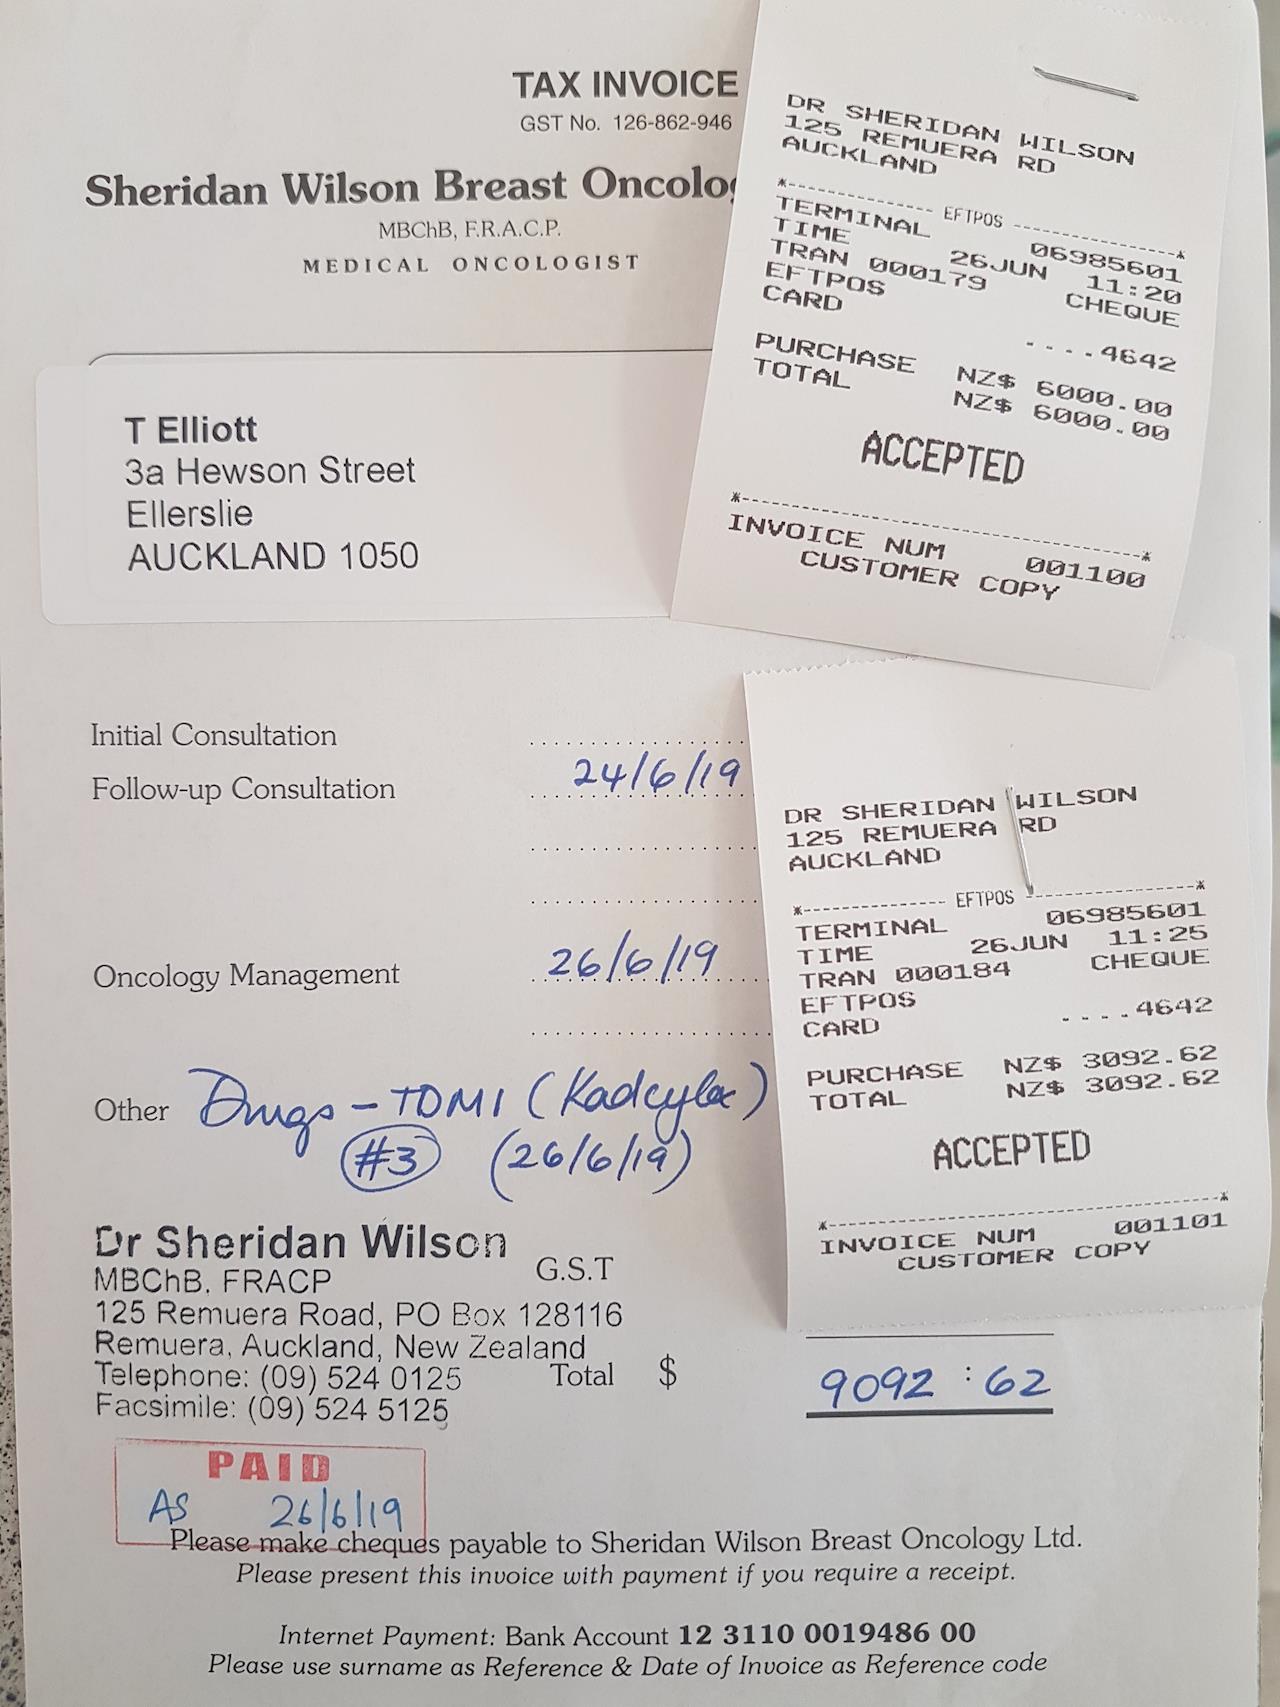 TAX INVOICE
GST No. 126-862-946
Sheridan Wilson Breast
MBChB, F.R.A.C.P.
MEDICAL ONCOLOGIST
T Elliott
3a Hewson Street
Ellerslie
AUCKLAND 1050
DR SHERIDAN WILSON
125 REMUERA RD
AUCKLAND
*------------- EFTPOS ---------------*
TERMINAL 06985601
TIME 26JUN 11:20
TRAN 000179 CHEQUE
EFTPOS
CARD ....4642
PURCHASE NZ$ 6000.00
TOTAL NZ$ 6000.00
ACCEPTED
INVOICE NUM 001100
CUSTOMER COPY
Initial Consultation
Follow-up Consultation 24/6/19
Oncology Management 26/6/19
Other Drugs - TDM1 (Kadcyla)
#3 (26/6/19)
DR SHERIDAN WILSON
125 REMUERA RD
AUCKLAND
*------------- EFTPOS ---------------*
TERMINAL 06985601
TIME 26JUN 11:25
TRAN 000184 CHEQUE
EFTPOS
CARD ....4642
PURCHASE NZ$ 3092.62
TOTAL NZ$ 3092.62
ACCEPTED
INVOICE NUM 001101
CUSTOMER COPY
Dr Sheridan Wilson
MBChB, FRACP
G.S.T
125 Remuera Road, PO Box 128116
Remuera, Auckland, New Zealand
Telephone: (09) 524 0125
Total $ 9092:62
Facsimile: (09) 524 5125
PAID
AS 26/6/19
Please make cheques payable to Sheridan Wilson Breast Oncology Ltd.
Please present this invoice with payment if you require a receipt.
Internet Payment: Bank Account 12 3110 0019486 00
Please use surname as Reference & Date of Invoice as Reference code